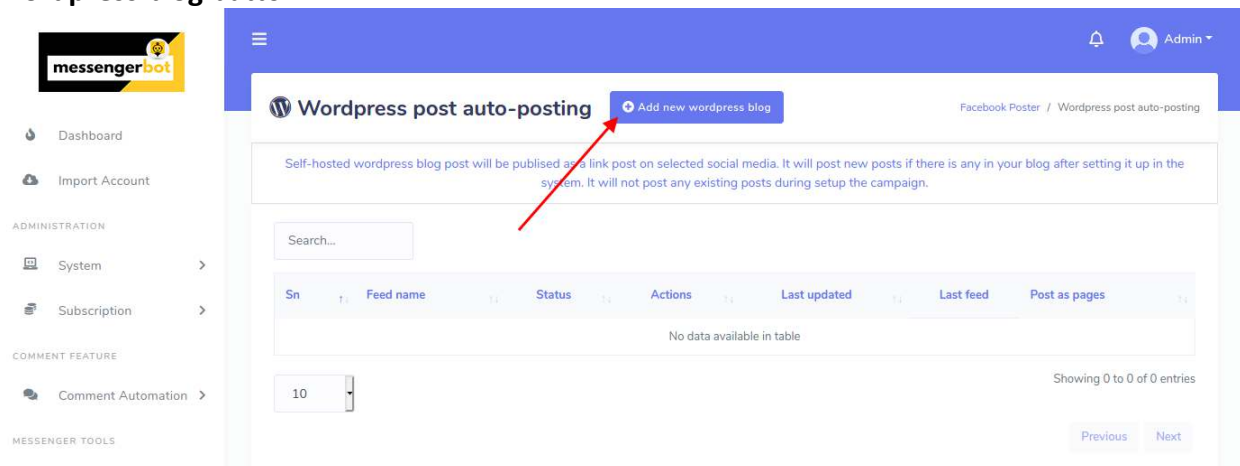 messengerbot
Admin
Wordpress post auto-posting
Add new wordpress blog
Facebook Poster / Wordpress post auto-posting
Self-hosted wordpress blog post will be publised as a link post on selected social media. It will post new posts if there is any in your blog after setting it up in the
system. It will not post any existing posts during setup the campaign.
Dashboard
Import Account
ADMINISTRATION
System
Subscription
COMMENT FEATURE
Comment Automation
MESSENGER TOOLS
Search...
Sn Feed name Status Actions Last updated Last feed Post as pages
No data available in table
10
Showing 0 to 0 of 0 entries
Previous Next